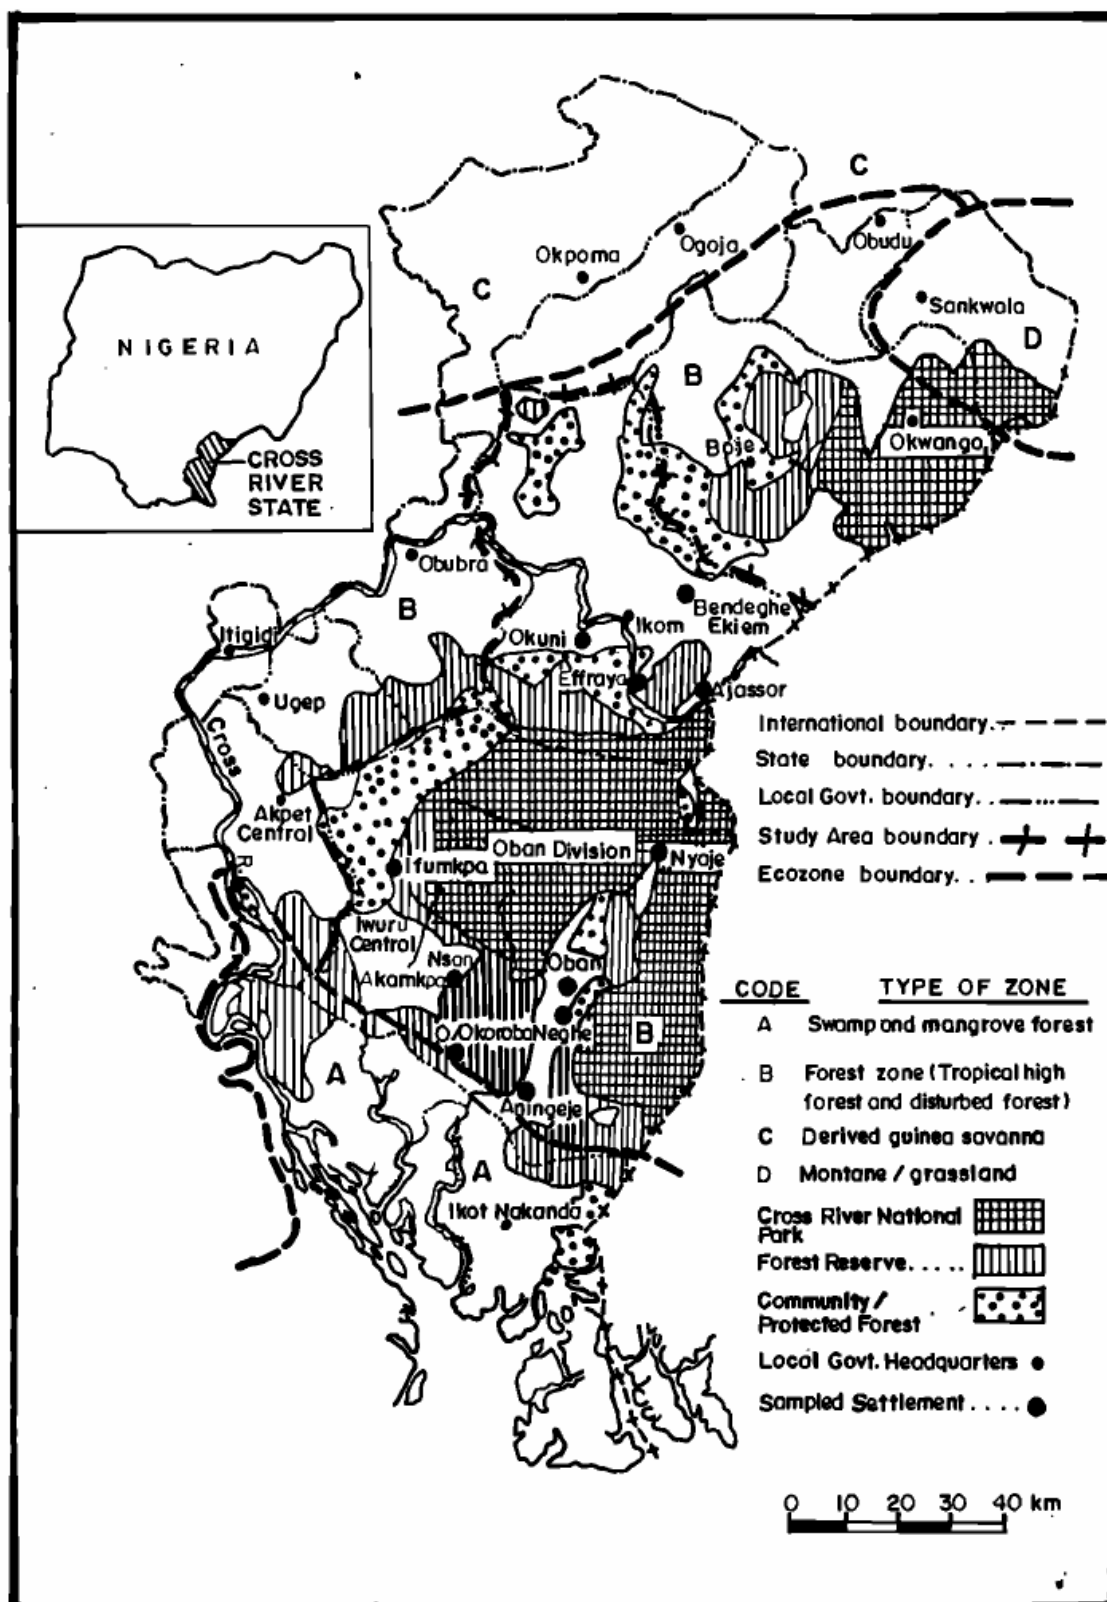 C
Obudu
Ogoja
Okpoma
C
Sankwala
D
NIGERIA
CROSS
RIVER
STATE
B
Boje
Okwango
Obubra
B
Bendeghe
Ekiem
Ikom
Okuni
Itigidi
Effraya
Ajassor
Ugep
Cross
R.
Akpet
Central
Oban Division
Nyaje
Ifumkpa
Iwuru
Central
Nsan
Akamkpa
Oban
Okoroba
Neghe
B
A
Aningeje
A
Ikot Nakanda
International boundary
State boundary
Local Govt. boundary
Study Area boundary
Ecozone boundary
CODE TYPE OF ZONE
A Swamp and mangrove forest
B Forest zone (Tropical high
forest and disturbed forest)
C Derived guinea savanna
D Montane / grassland
Cross River National
Park
Forest Reserve
Community /
Protected Forest
Local Govt. Headquarters
Sampled Settlement
0 10 20 30 40 km